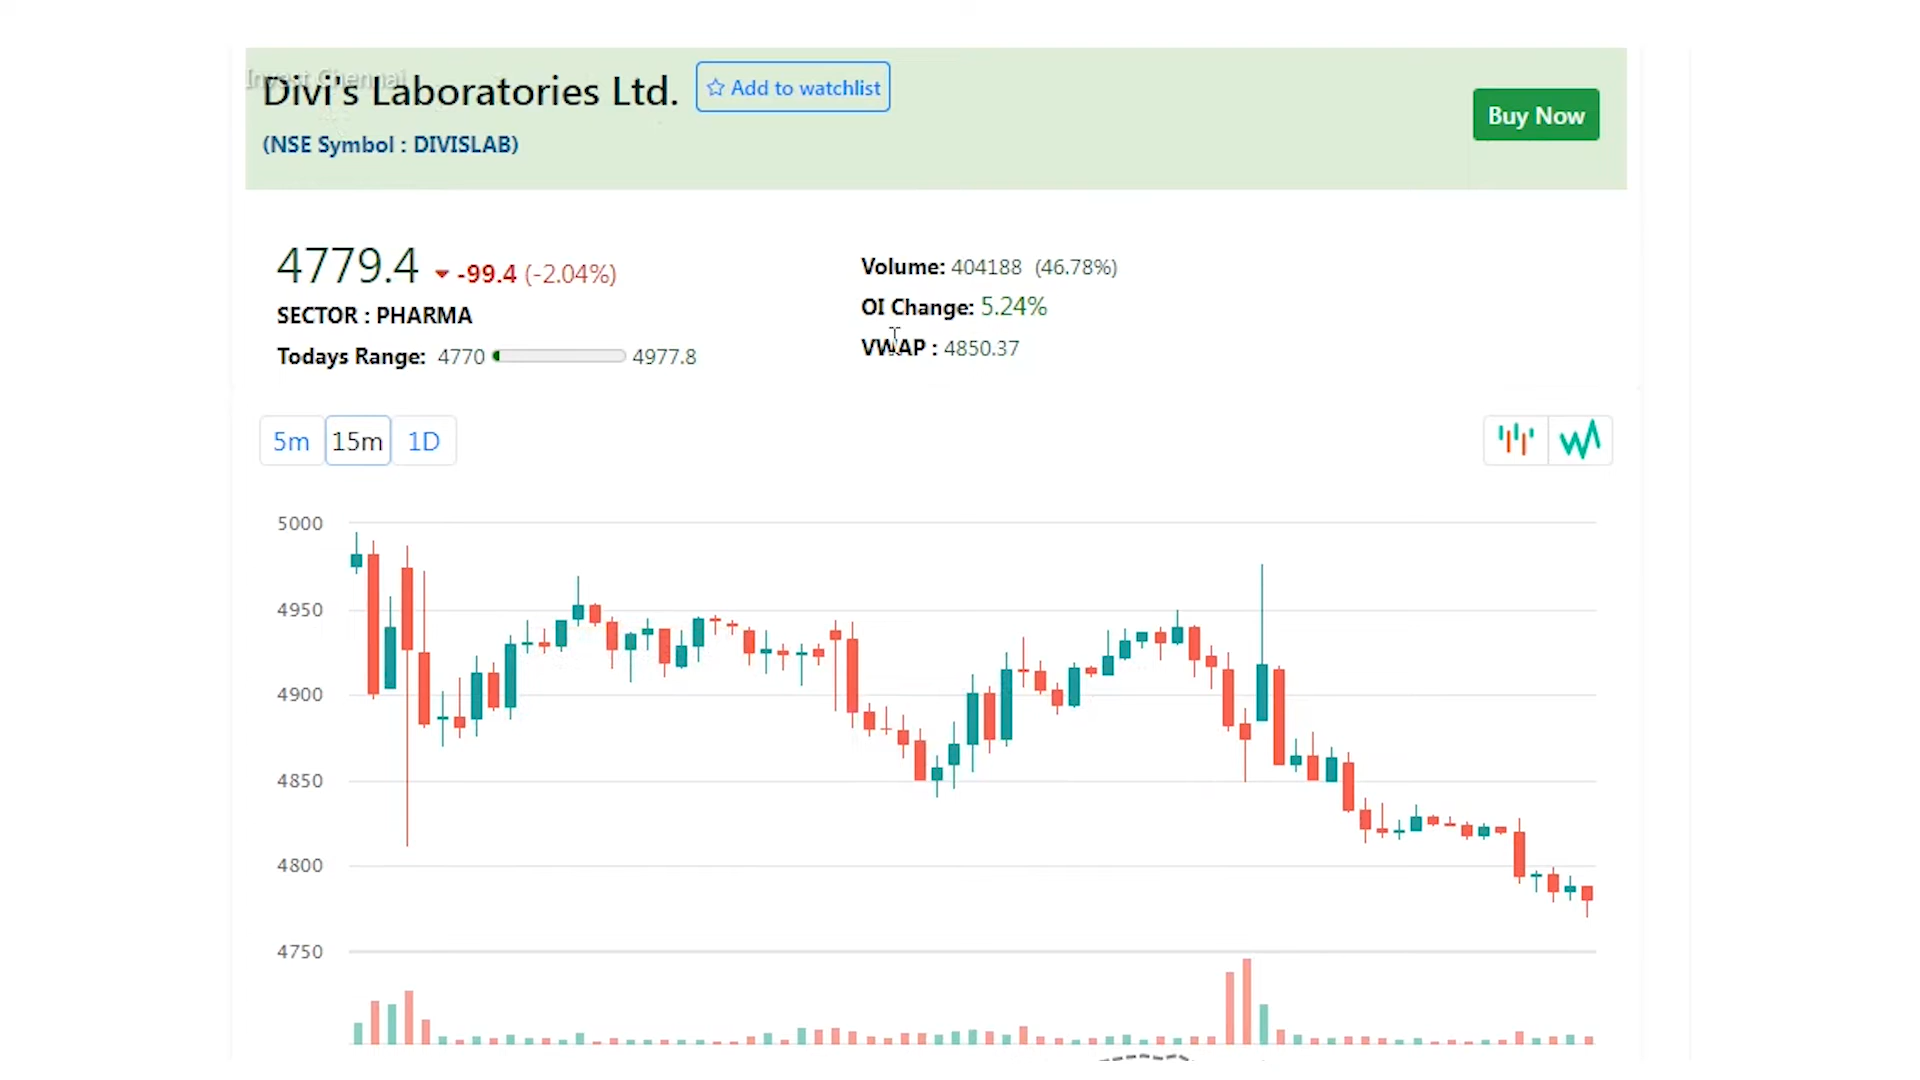 Invest Chennai
Divi's Laboratories Ltd.
Add to watchlist
Buy Now
(NSE Symbol : DIVISLAB)
4779.4 -99.4 (-2.04%)
SECTOR : PHARMA
Todays Range: 4770 4977.8
Volume: 404188 (46.78%)
OI Change: 5.24%
VWAP : 4850.37
5m 15m 1D
5000
4950
4900
4850
4800
4750